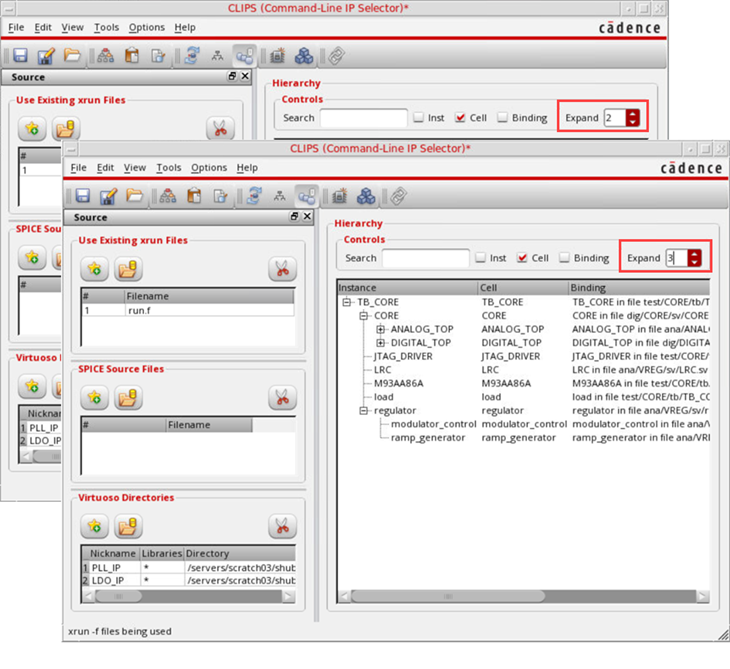 CLIPS (Command-Line IP Selector)*
File Edit View Tools Options Help
cādence
Source
Hierarchy
Use Existing xrun Files
Controls
Search Inst Cell Binding Expand 2
#
1
SPICE Sou
#
Virtuoso
Nicknar
1 PLL_IP
2 LDO_IP
CLIPS (Command-Line IP Selector)*
File Edit View Tools Options Help
cādence
Source
Hierarchy
Use Existing xrun Files
Controls
Search Inst Cell Binding Expand 3
# Filename
1 run.f
SPICE Source Files
# Filename
Virtuoso Directories
Nickname Libraries Directory
1 PLL_IP * /servers/scratch03/shub
2 LDO_IP * /servers/scratch03/shub
Instance Cell Binding
TB_CORE TB_CORE TB_CORE in file test/CORE/tb/T
CORE CORE CORE in file dig/CORE/sv/CORE
ANALOG_TOP ANALOG_TOP ANALOG_TOP in file ana/ANAL
DIGITAL_TOP DIGITAL_TOP DIGITAL_TOP in file dig/DIGITA
JTAG_DRIVER JTAG_DRIVER JTAG_DRIVER in file test/CORE/
LRC LRC LRC in file ana/VREG/sv/LRC.sv
M93AA86A M93AA86A M93AA86A in file test/CORE/tb
load load load in file test/CORE/tb/TB_CO
regulator regulator regulator in file ana/VREG/sv/r
modulator_control modulator_control modulator_control in file ana/
ramp_generator ramp_generator ramp_generator in file ana/VRE
xrun -f files being used